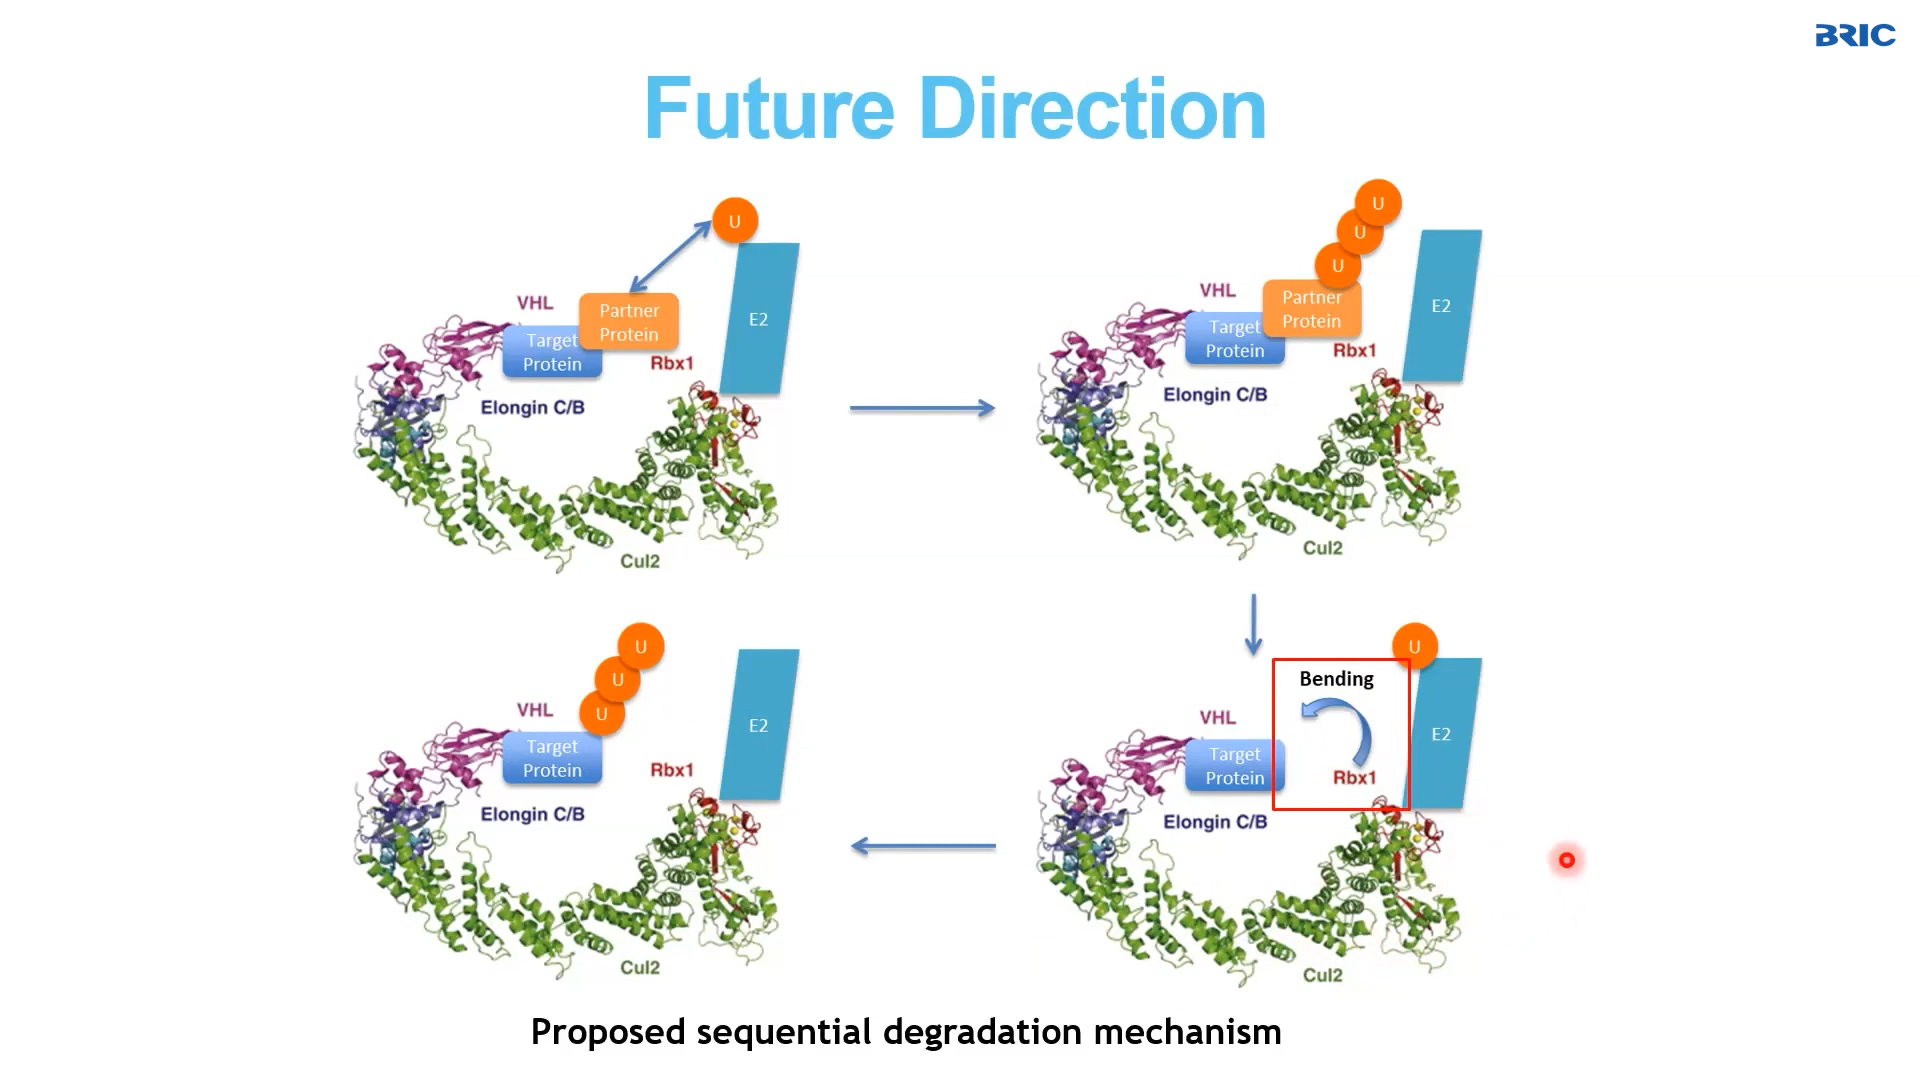 BRIC
Future Direction
U
VHL
Partner
Protein
Target
Protein
E2
Rbx1
Elongin C/B
Cul2
U
U
U
VHL
Partner
Protein
Target
Protein
E2
Rbx1
Elongin C/B
Cul2
U
U
U
VHL
Target
Protein
E2
Rbx1
Elongin C/B
Cul2
U
Bending
VHL
Target
Protein
E2
Rbx1
Elongin C/B
Cul2
Proposed sequential degradation mechanism